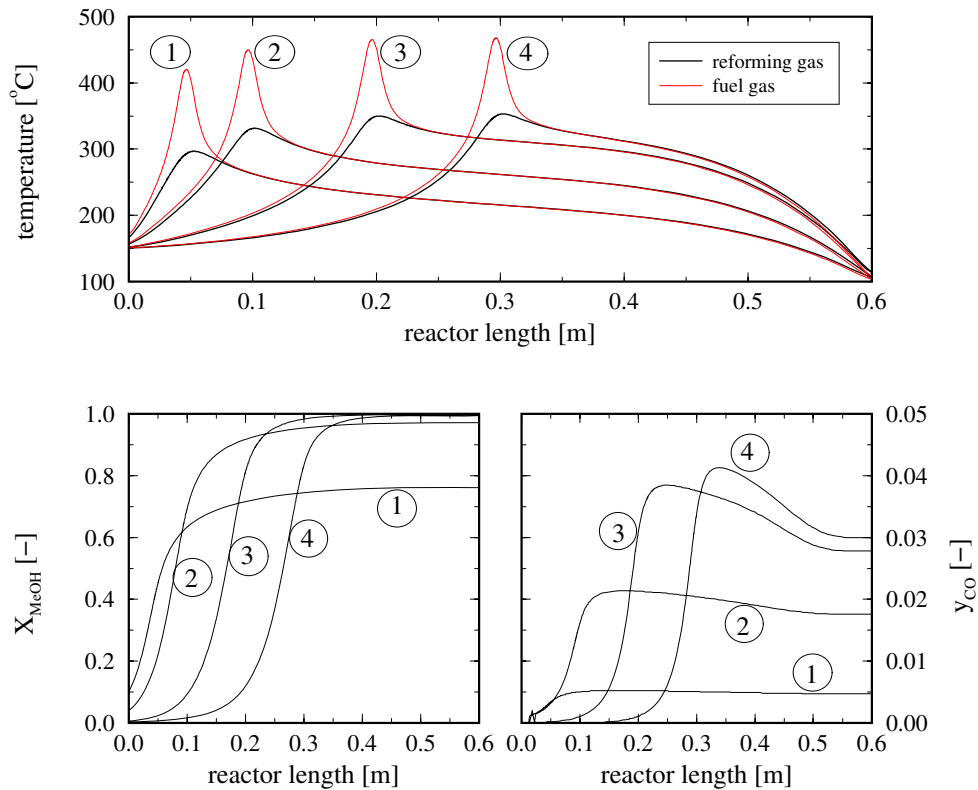 500
450
400
350
300
250
200
150
100
temperature [°C]
1 2 3 4
reforming gas
fuel gas
0.0 0.1 0.2 0.3 0.4 0.5 0.6
reactor length [m]
1.0
0.8
0.6
0.4
0.2
0.0
X_MeOH [−]
1
2
3
4
0.0 0.1 0.2 0.3 0.4 0.5 0.6
reactor length [m]
4
3
2
1
0.05
0.04
0.03
0.02
0.01
0.00
y_CO [−]
0.0 0.1 0.2 0.3 0.4 0.5 0.6
reactor length [m]